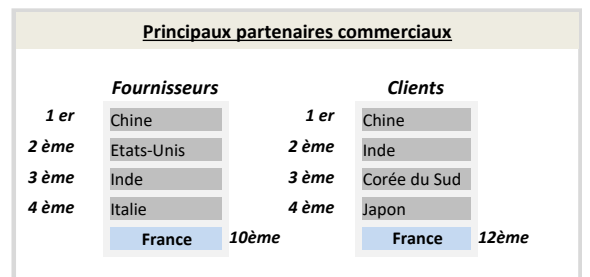 Principaux partenaires commerciaux
Fournisseurs Clients
1 er Chine 1 er Chine
2 ème Etats-Unis 2 ème Inde
3 ème Inde 3 ème Corée du Sud
4 ème Italie 4 ème Japon
France 10ème France 12ème